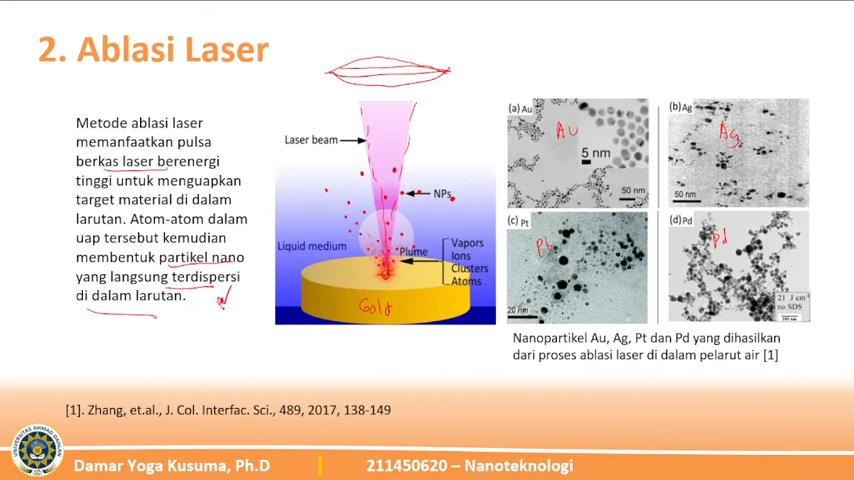 2. Ablasi Laser
Metode ablasi laser
memanfaatkan pulsa
berkas laser berenergi
tinggi untuk menguapkan
target material di dalam
larutan. Atom-atom dalam
uap tersebut kemudian
membentuk partikel nano
yang langsung terdispersi
di dalam larutan.
Laser beam
NPs
Liquid medium
Plume
Vapors
Ions
Clusters
Atoms
Gold
(a) Au
Au
5 nm
50 nm
(b) Ag
Ag
50 nm
(c) Pt
Pt
20 nm
(d) Pd
Pd
21 J cm
no SDS
Nanopartikel Au, Ag, Pt dan Pd yang dihasilkan
dari proses ablasi laser di dalam pelarut air [1]
[1]. Zhang, et.al., J. Col. Interfac. Sci., 489, 2017, 138-149
UNIVERSITAS AHMAD DAHLAN
Damar Yoga Kusuma, Ph.D
211450620 – Nanoteknologi